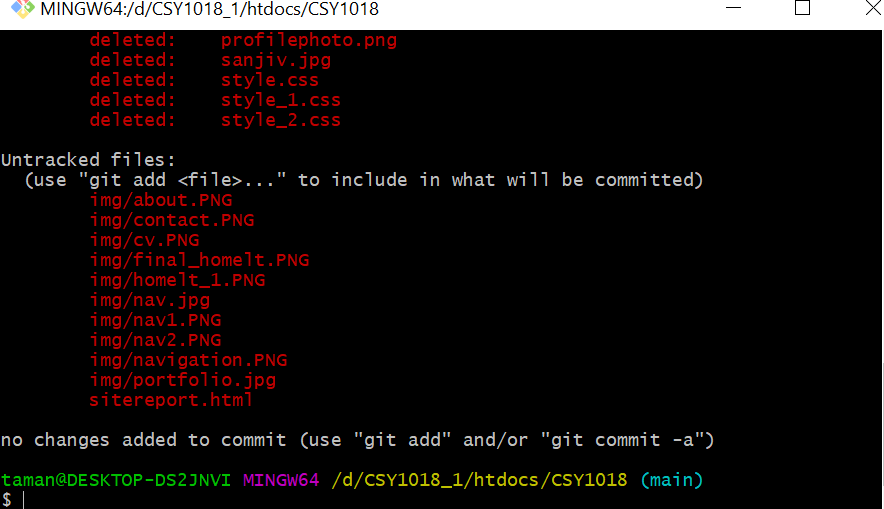 MINGW64:/d/CSY1018_1/htdocs/CSY1018
deleted:    profilephoto.png
deleted:    sanjiv.jpg
deleted:    style.css
deleted:    style_1.css
deleted:    style_2.css
Untracked files:
(use "git add <file>..." to include in what will be committed)
img/about.PNG
img/contact.PNG
img/cv.PNG
img/final_homelt.PNG
img/homelt_1.PNG
img/nav.jpg
img/nav1.PNG
img/nav2.PNG
img/navigation.PNG
img/portfolio.jpg
sitereport.html
no changes added to commit (use "git add" and/or "git commit -a")
taman@DESKTOP-DS2JNVI MINGW64 /d/CSY1018_1/htdocs/CSY1018 (main)
$